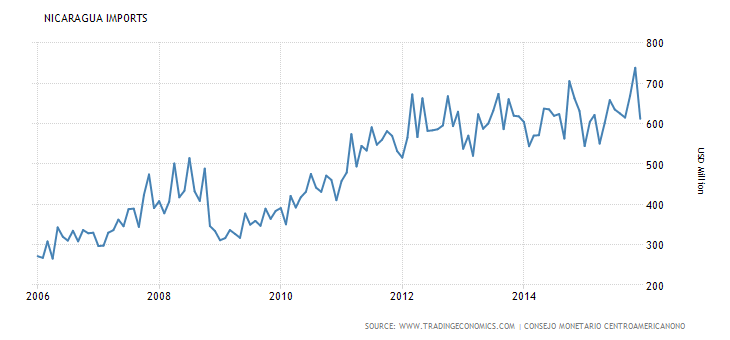 NICARAGUA IMPORTS
800
700
600
500
400
300
200
USD Million
2006 2008 2010 2012 2014
SOURCE: WWW.TRADINGECONOMICS.COM | CONSEJO MONETARIO CENTROAMERICANONO